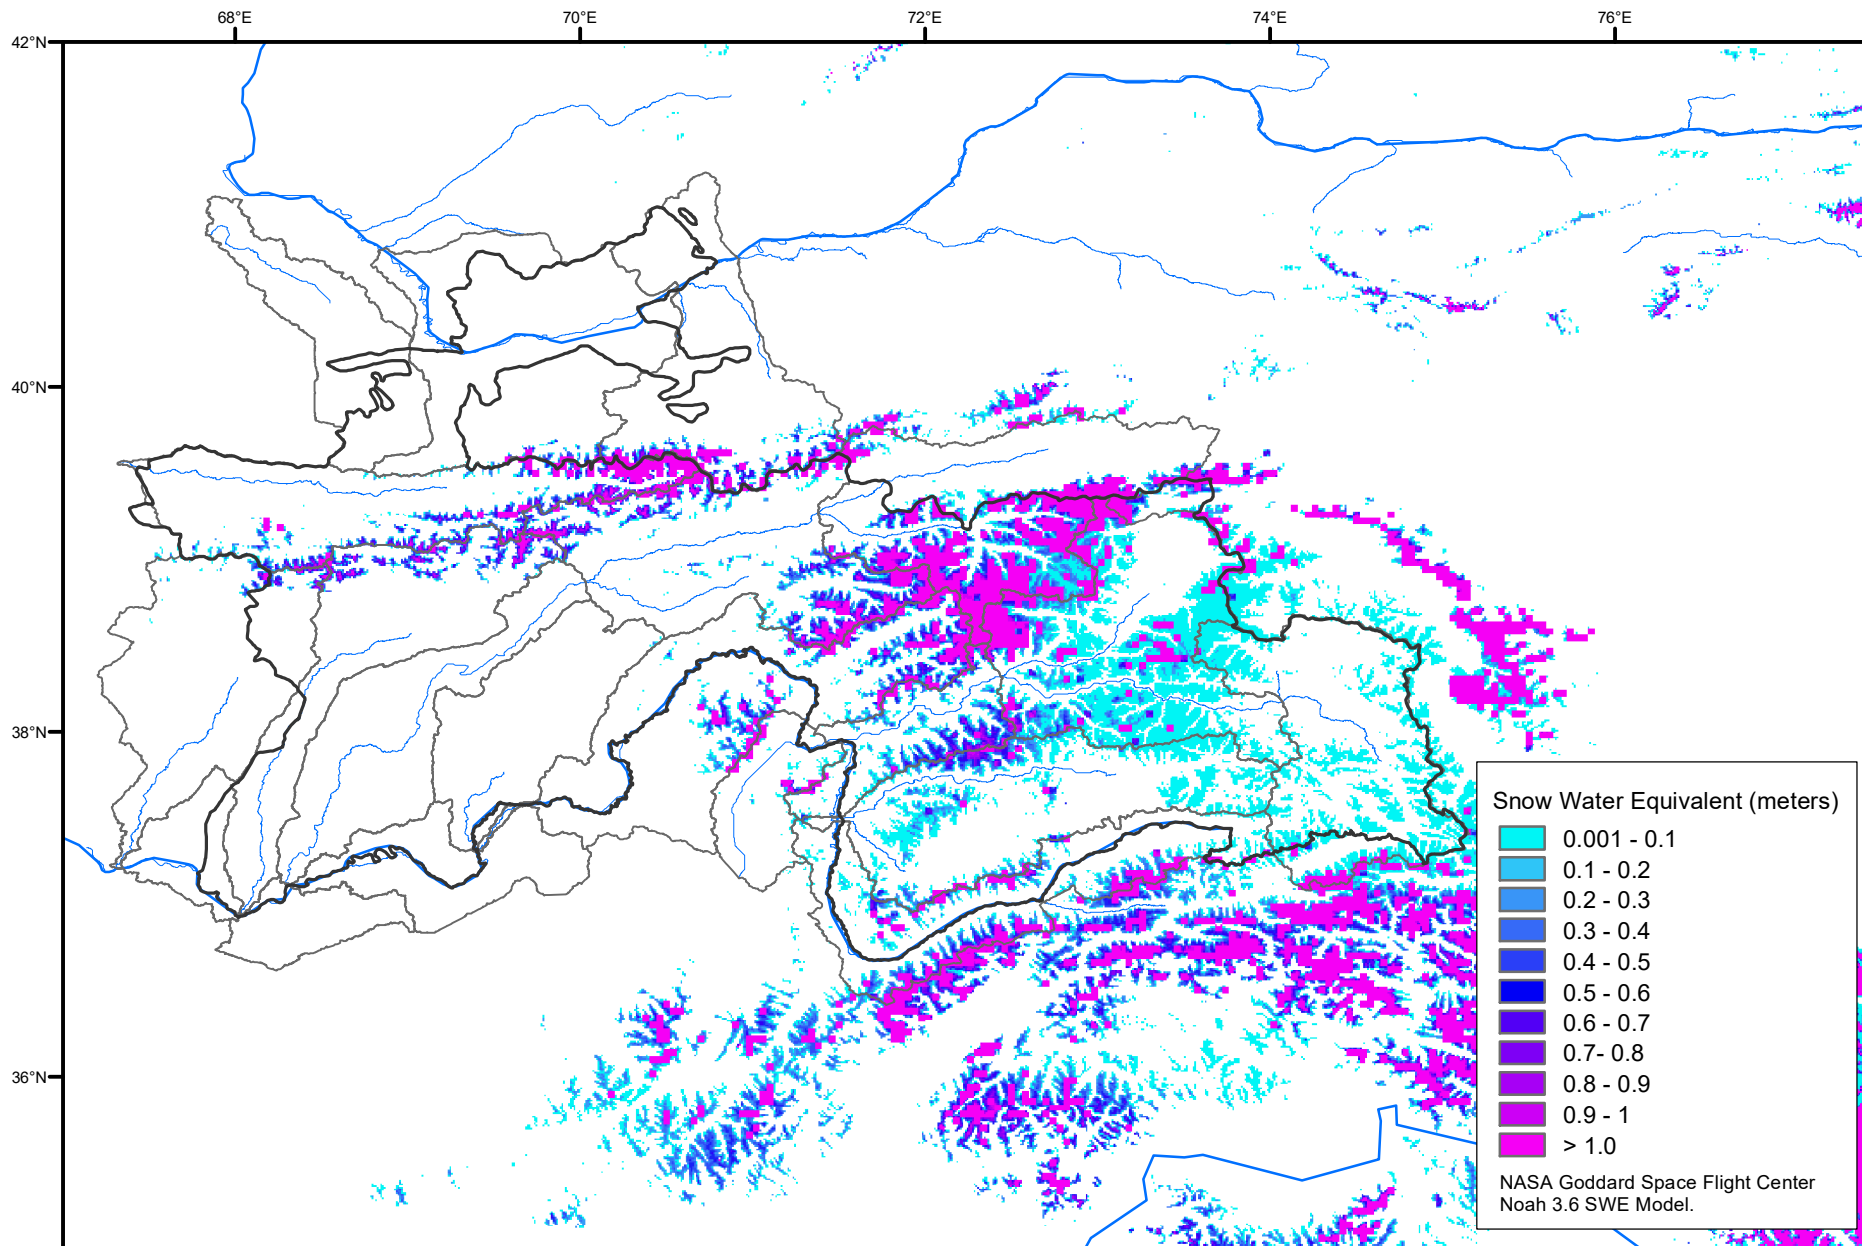 68°E 70°E 72°E 74°E 76°E
42°N
40°N
38°N
36°N
Snow Water Equivalent (meters)
0.001 - 0.1
0.1 - 0.2
0.2 - 0.3
0.3 - 0.4
0.4 - 0.5
0.5 - 0.6
0.6 - 0.7
0.7- 0.8
0.8 - 0.9
0.9 - 1
> 1.0
NASA Goddard Space Flight Center
Noah 3.6 SWE Model.